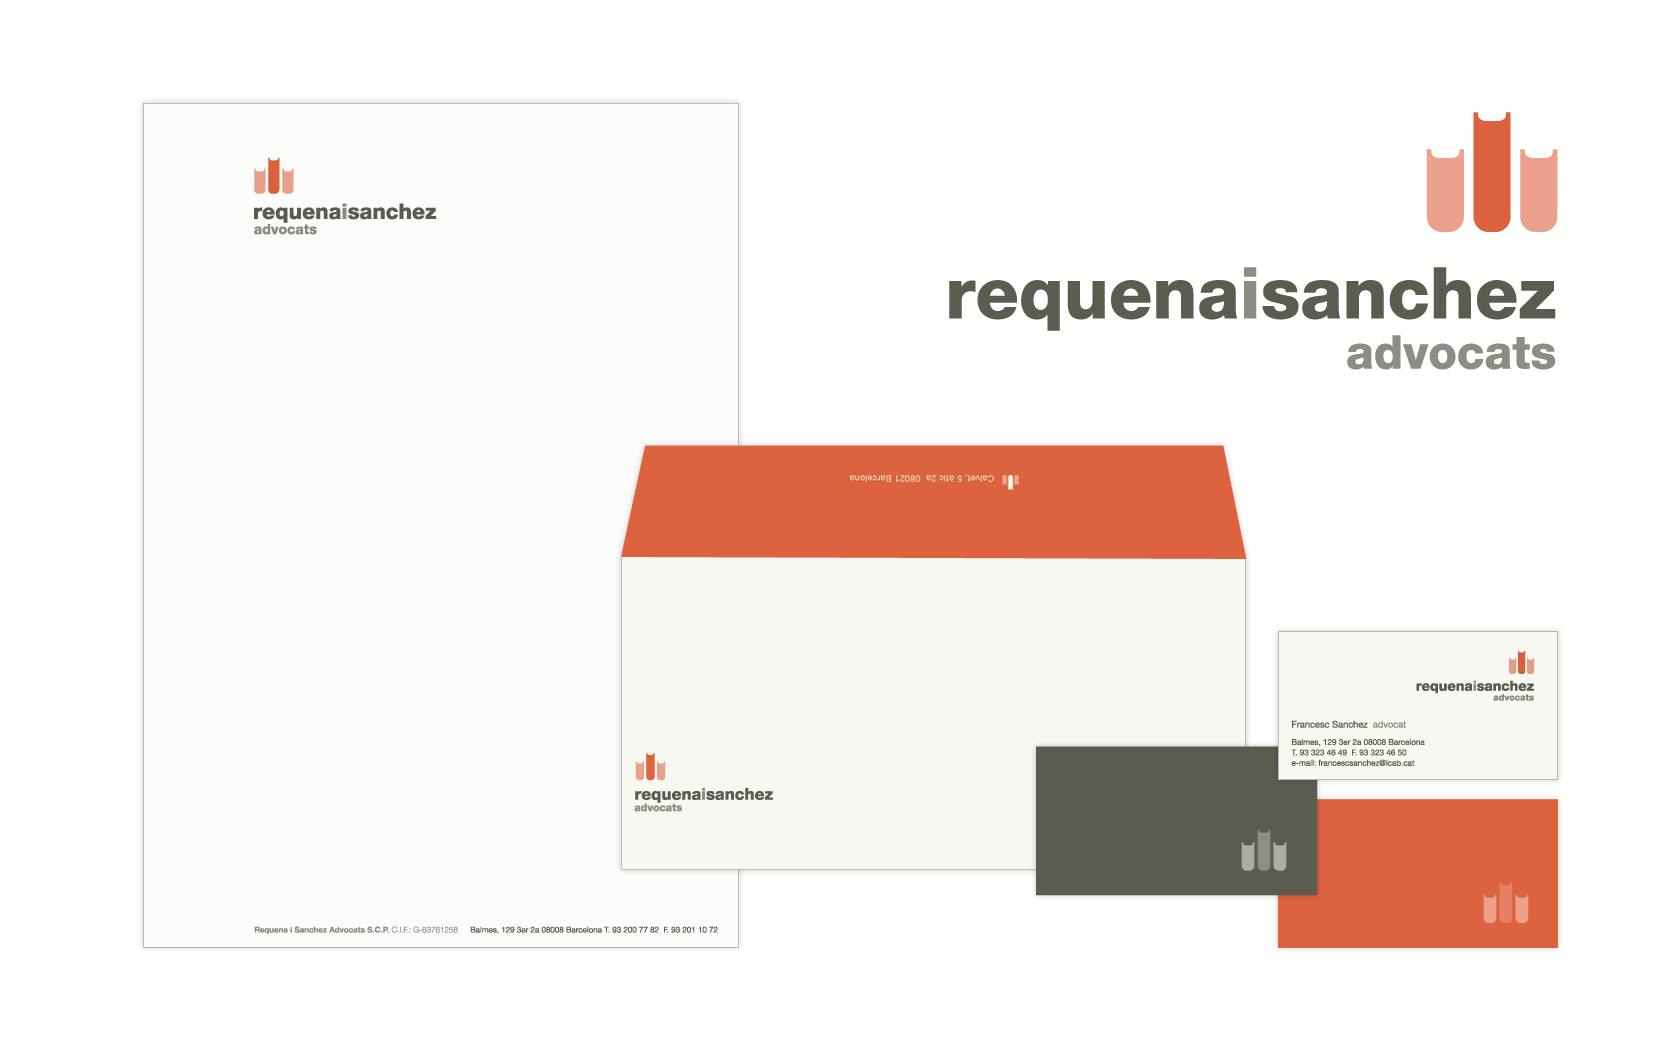 requenaisanchez
advocats
Requena i Sanchez Advocats S.C.P. C.I.F.: G-63781258 Balmes, 129 3er 2a 08008 Barcelona T. 93 200 77 82 F. 93 201 10 72
requenaisanchez
advocats
Calvet, 5 àtic 2a 08021 Barcelona
requenaisanchez
advocats
requenaisanchez
advocats
Francesc Sanchez advocat
Balmes, 129 3er 2a 08008 Barcelona
T. 93 323 46 49 F. 93 323 46 50
e-mail: francescsanchez@icab.cat